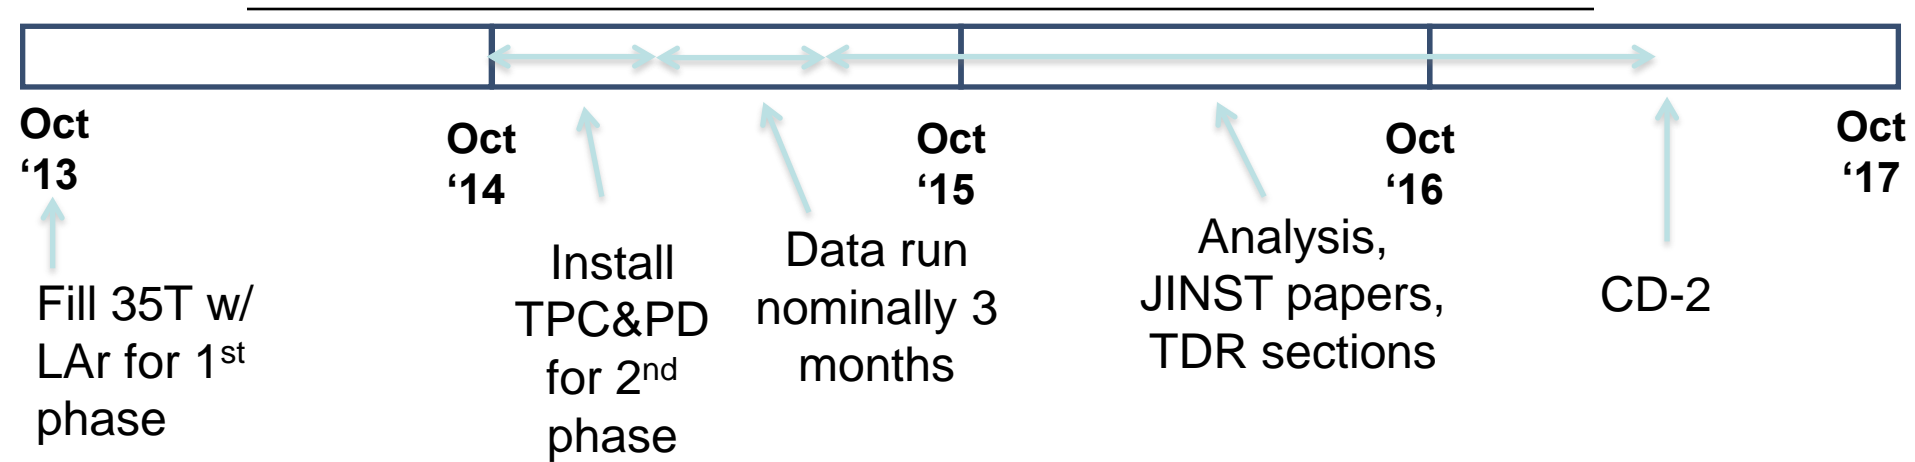 Oct
‘13
Oct
‘14
Oct
‘15
Oct
‘16
Oct
‘17
Fill 35T w/
LAr for 1st
phase
Install
TPC&PD
for 2nd
phase
Data run
nominally 3
months
Analysis,
JINST papers,
TDR sections
CD-2